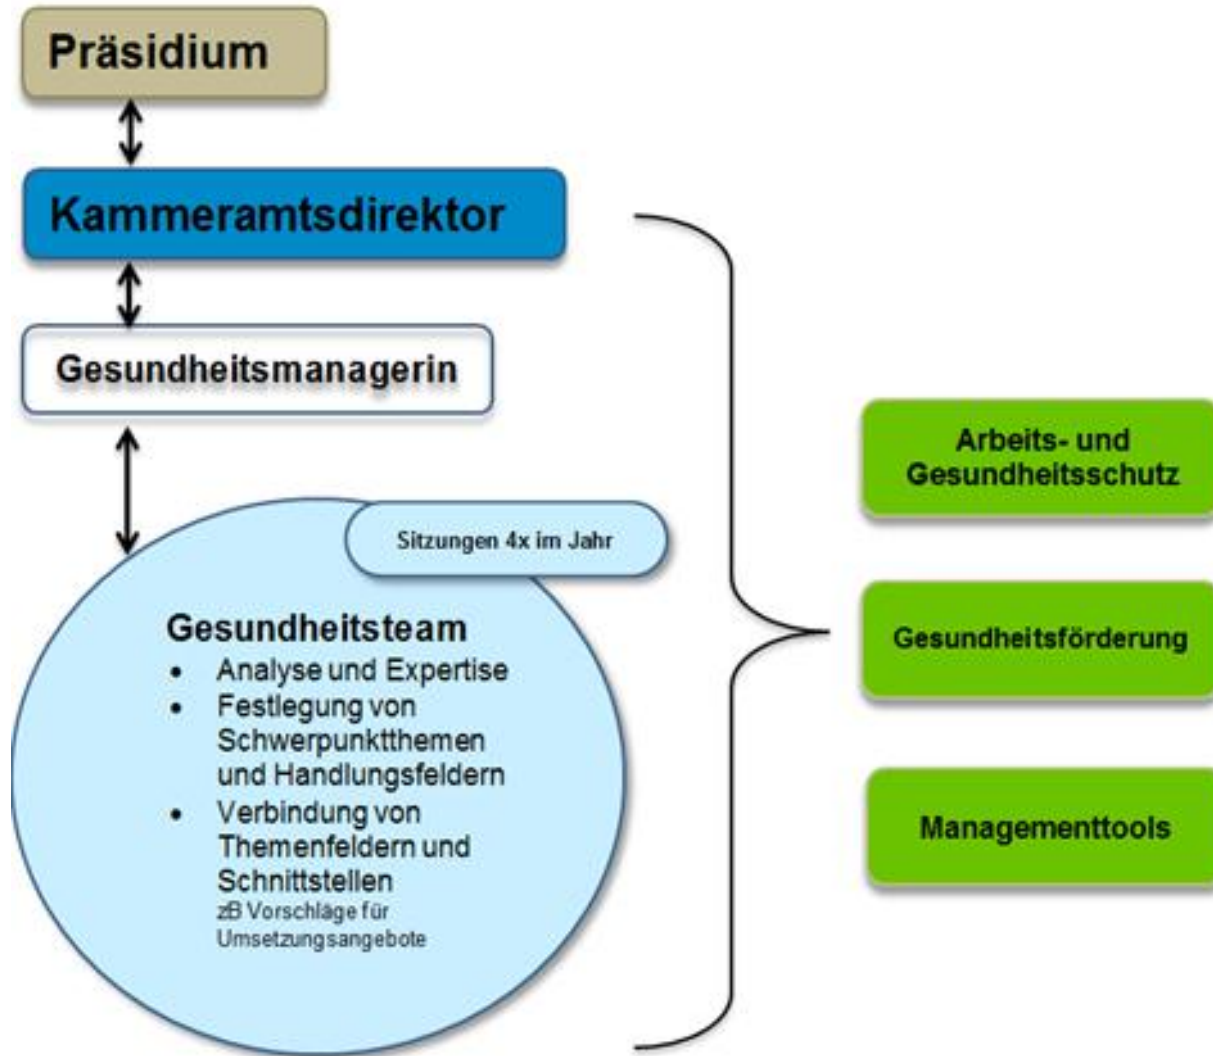 Präsidium
Kammeramtsdirektor
Gesundheitsmanagerin
Sitzungen 4x im Jahr
Gesundheitsteam
• Analyse und Expertise
• Festlegung von
Schwerpunktthemen
und Handlungsfeldern
• Verbindung von
Themenfeldern und
Schnittstellen
zB Vorschläge für
Umsetzungsangebote
Arbeits- und
Gesundheitsschutz
Gesundheitsförderung
Managementtools